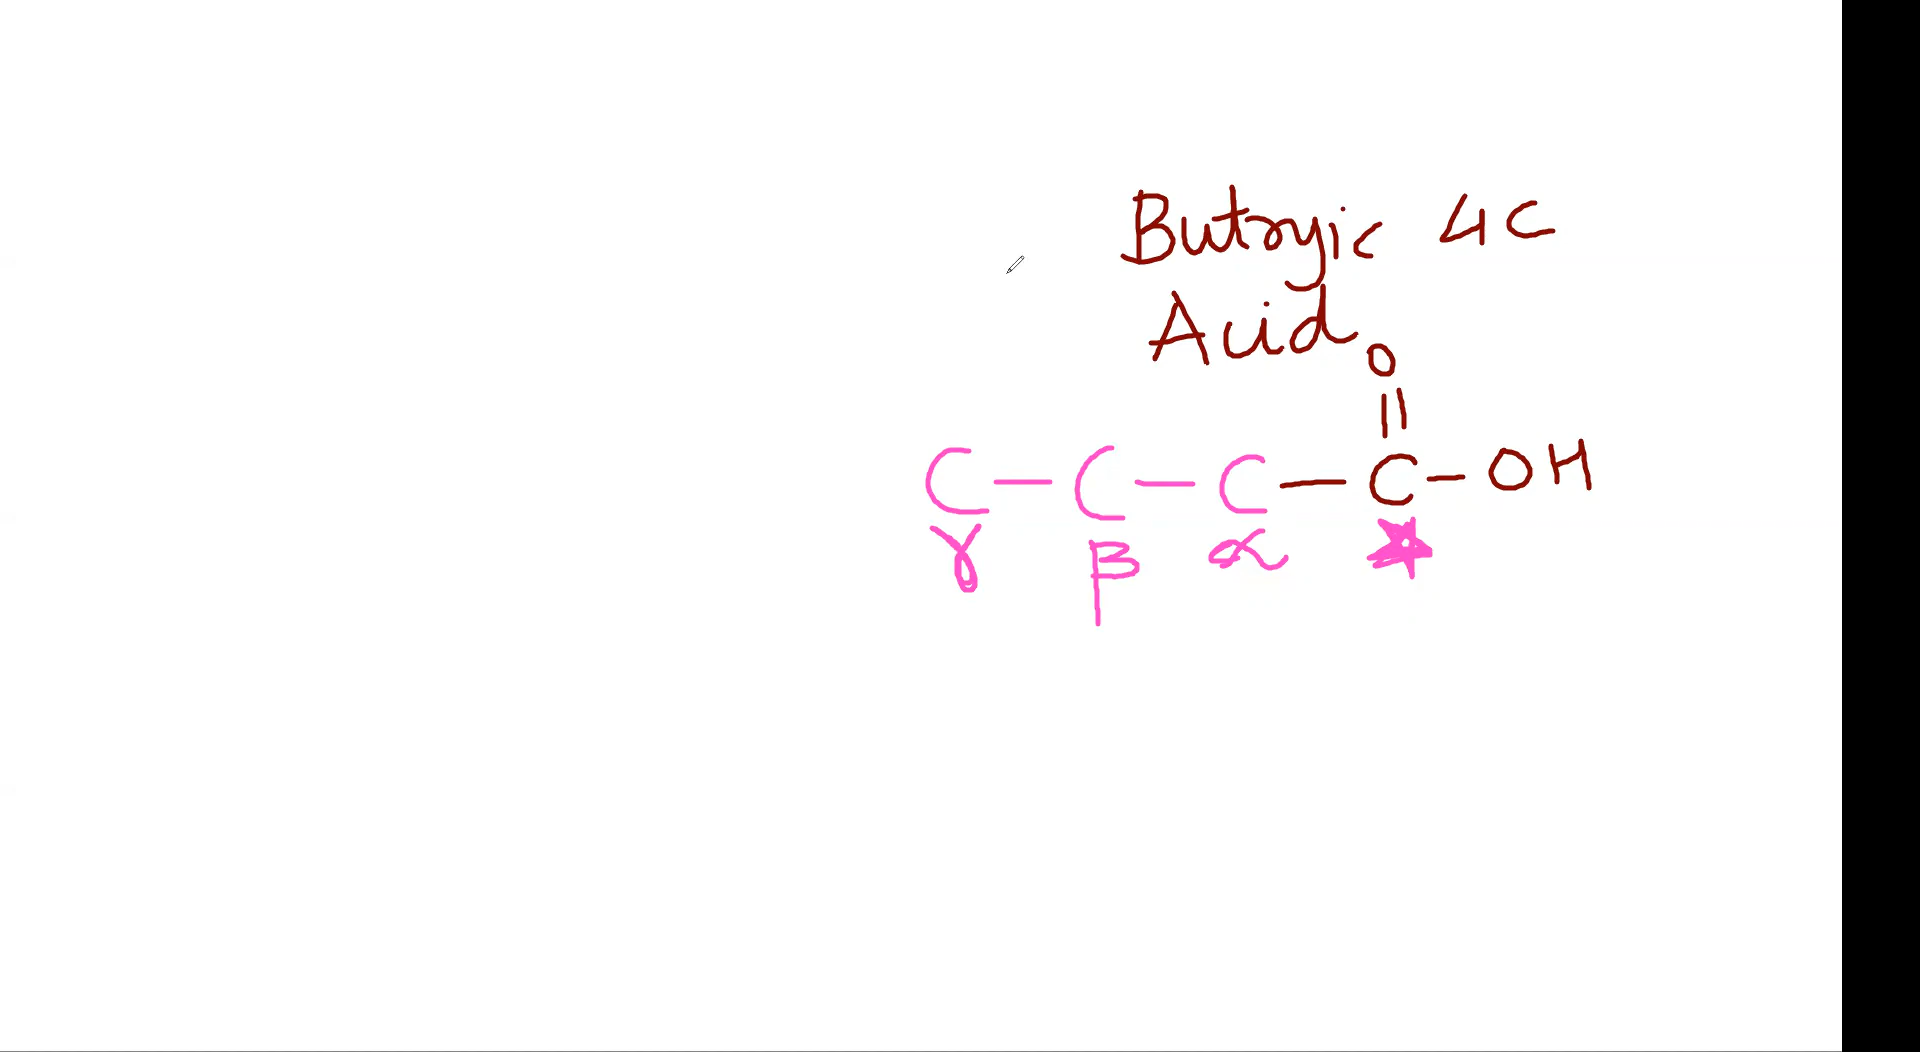 Butryic 4C
Acid
O
||
C — C — C — C - OH
γ β α ★